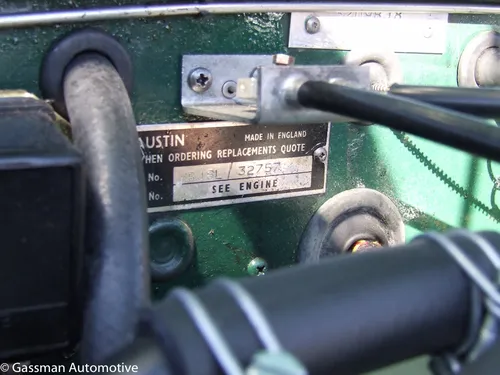 AUSTIN MADE IN ENGLAND
WHEN ORDERING REPLACEMENTS QUOTE
No. / 32757
No. SEE ENGINE
© Gassman Automotive